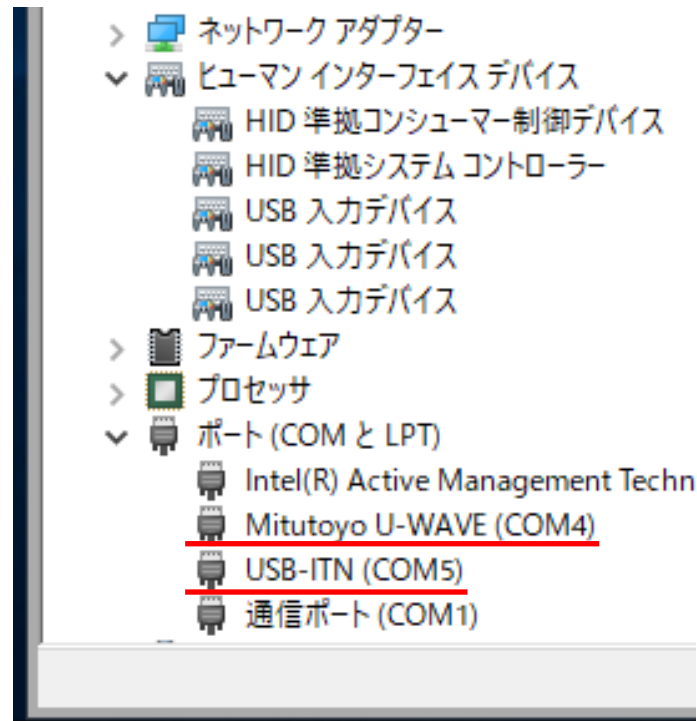 ネットワーク アダプター
ヒューマン インターフェイス デバイス
HID 準拠コンシューマー制御デバイス
HID 準拠システム コントローラー
USB 入力デバイス
USB 入力デバイス
USB 入力デバイス
ファームウェア
プロセッサ
ポート (COM と LPT)
Intel(R) Active Management Techn
Mitutoyo U-WAVE (COM4)
USB-ITN (COM5)
通信ポート (COM1)